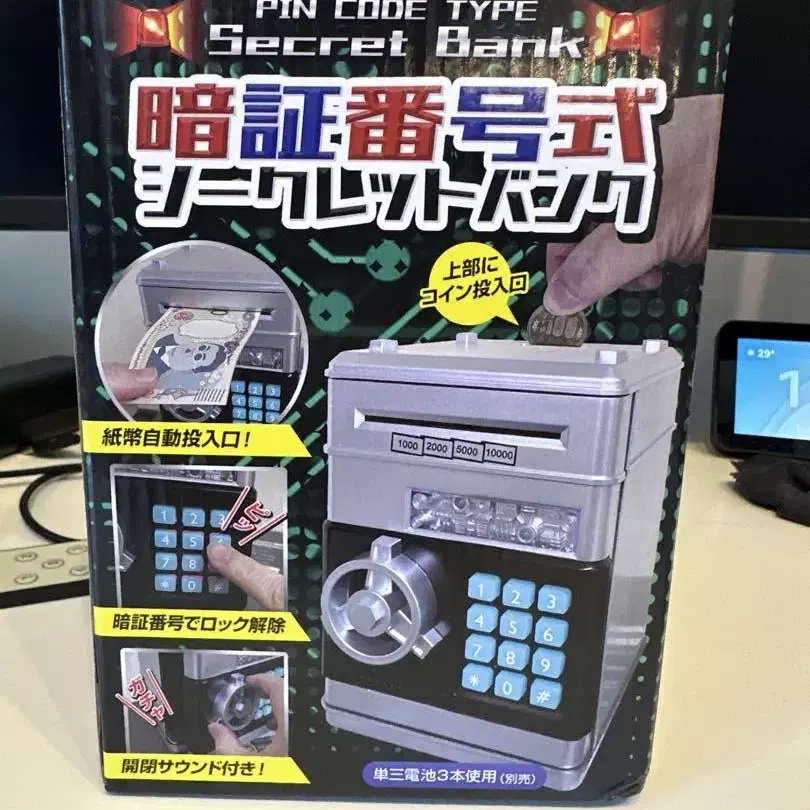 PIN CODE TYPE
Secret Bank
暗証番号式
シークレットバンク
上部に
コイン投入口
紙幣自動投入口!
1000 2000 5000 10000
ピッ
暗証番号でロック解除
1 2 3
4 5 6
7 8 9
* 0 #
ガチャ
開閉サウンド付き!
単三電池3本使用(別売)
29°